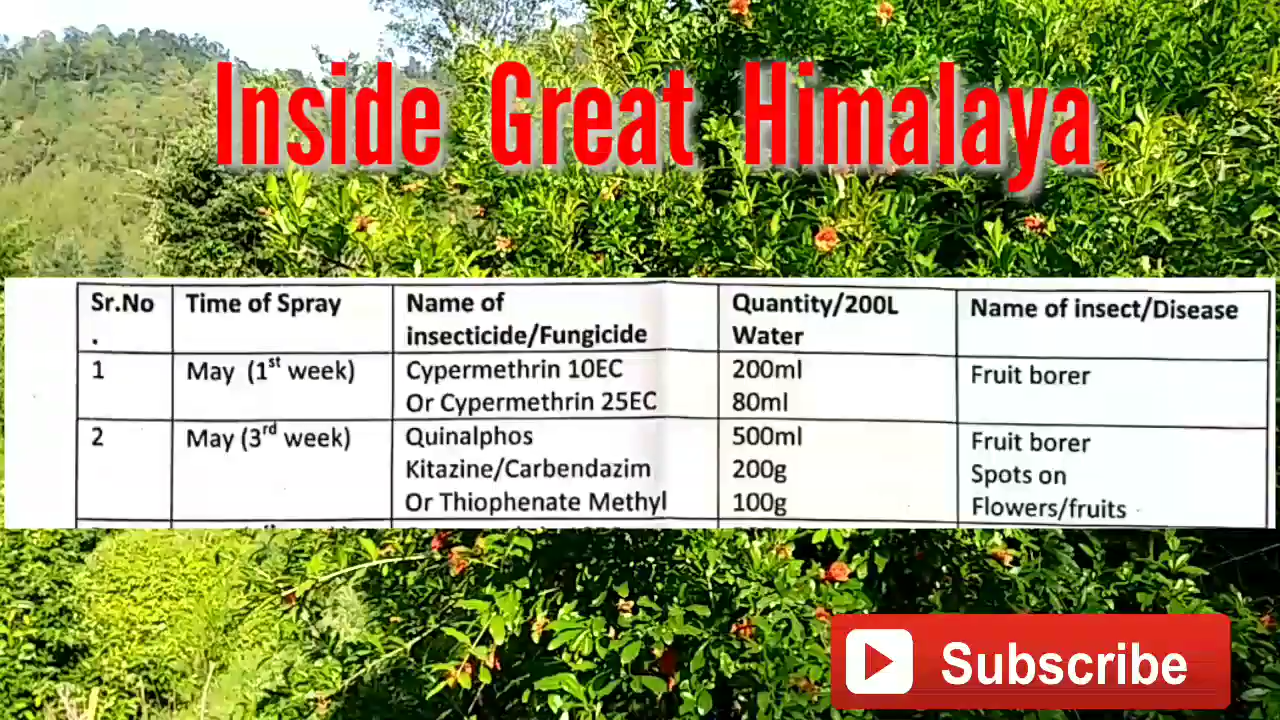 Inside Great Himalaya
Sr.No
.
Time of Spray
Name of
insecticide/Fungicide
Quantity/200L
Water
Name of insect/Disease
1
May (1st week)
Cypermethrin 10EC
Or Cypermethrin 25EC
200ml
80ml
Fruit borer
2
May (3rd week)
Quinalphos
Kitazine/Carbendazim
Or Thiophenate Methyl
500ml
200g
100g
Fruit borer
Spots on
Flowers/fruits
Subscribe